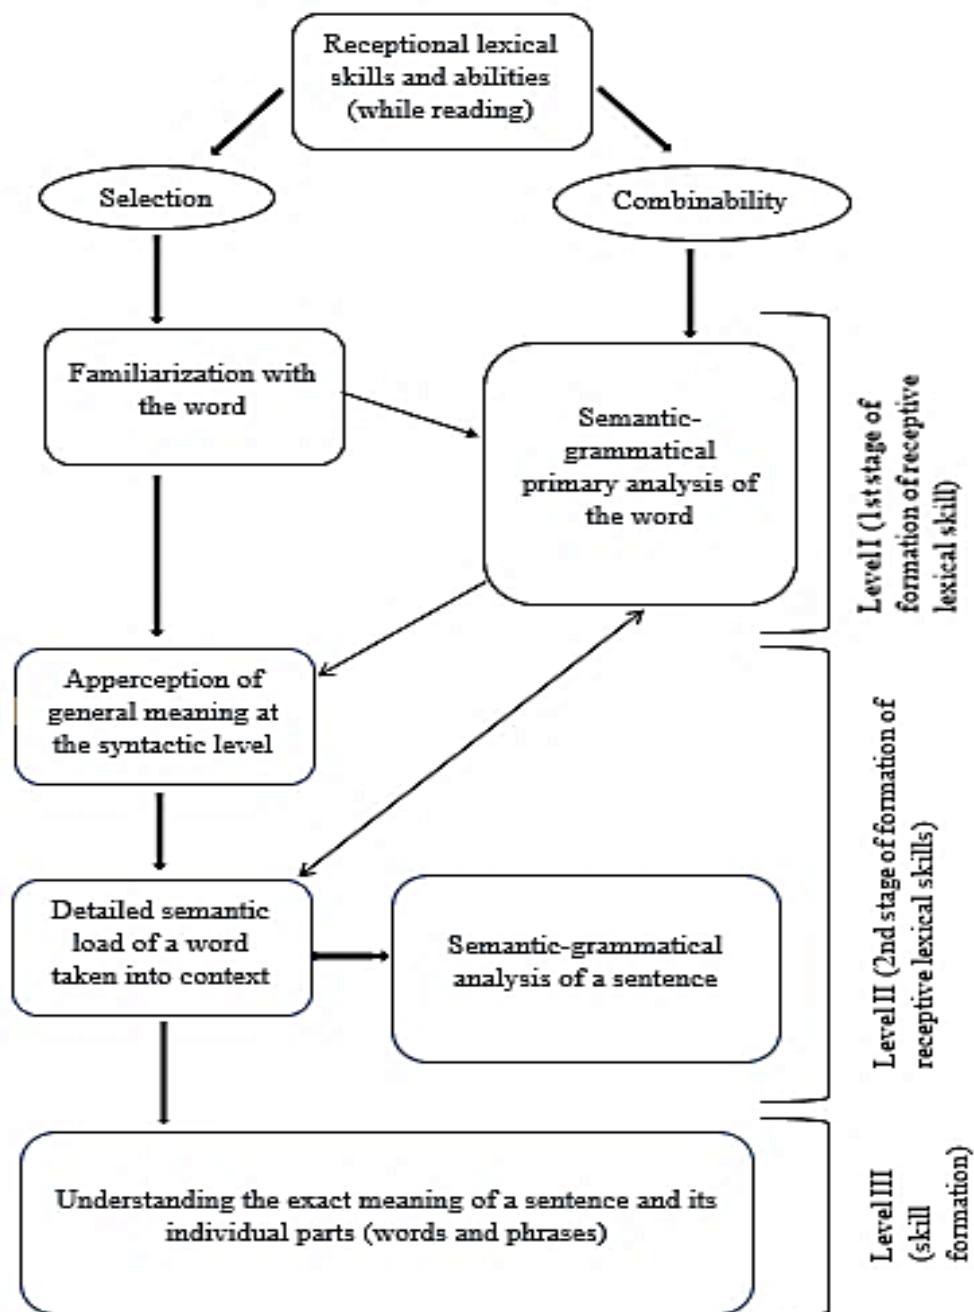 Receptional lexical
skills and abilities
(while reading)
Selection
Combinability
Familiarization with
the word
Semantic-
grammatical
primary analysis of
the word
Level I (1st stage of
formation of receptive
lexical skill)
Apperception of
general meaning at
the syntactic level
Detailed semantic
load of a word
taken into context
Semantic-grammatical
analysis of a sentence
Level II (2nd stage of formation of
receptive lexical skills)
Understanding the exact meaning of a sentence and its
individual parts (words and phrases)
Level III
(skill
formation)